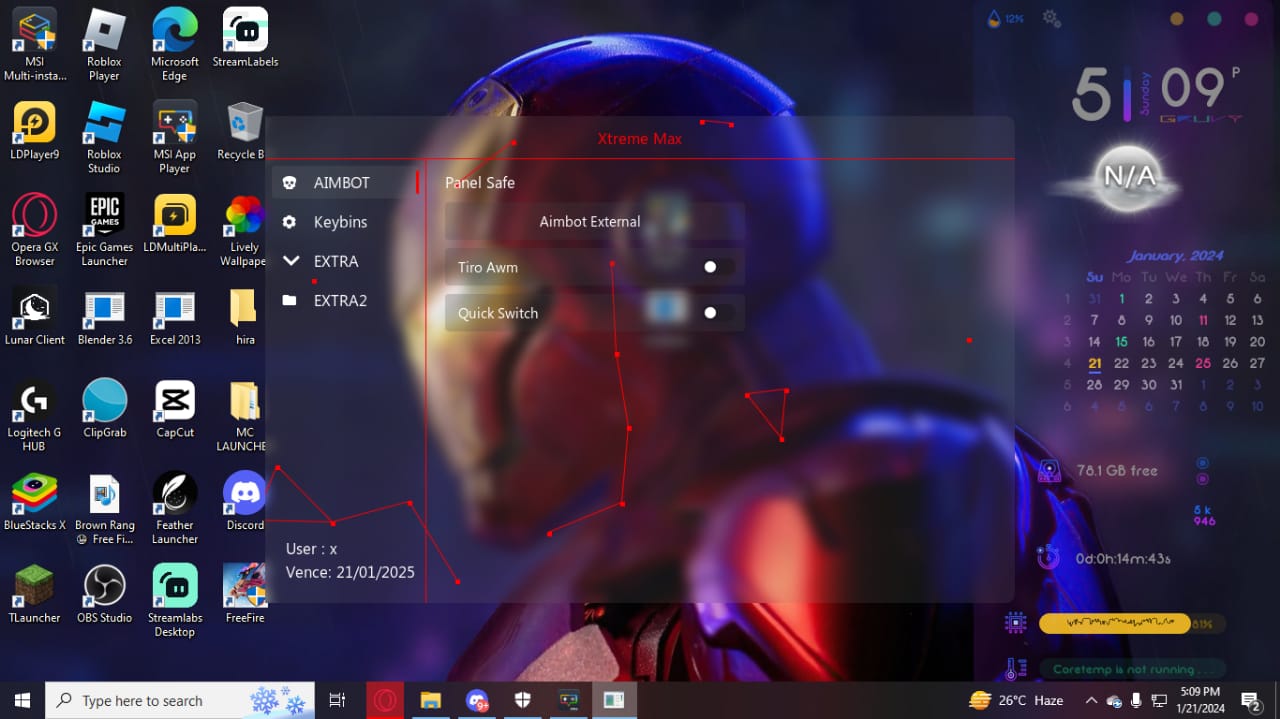 MSI
Multi-insta...
Roblox
Player
Microsoft
Edge
StreamLabels
LDPlayer9
Roblox
Studio
MSI App
Player
Recycle B
Opera GX
Browser
EPIC
GAMES
Epic Games
Launcher
LDMultiPla...
Lively
Wallpape
Lunar Client
Blender 3.6
Excel 2013
hira
Logitech G
HUB
ClipGrab
CapCut
MC
LAUNCHE
BlueStacks X
Brown Rang
😀 Free Fi...
Feather
Launcher
Discord
TLauncher
OBS Studio
Streamlabs
Desktop
FreeFire
Xtreme Max
AIMBOT
Keybins
EXTRA
EXTRA2
User : x
Vence: 21/01/2025
Panel Safe
Aimbot External
Tiro Awm
Quick Switch
12%
5 Sunday 09 P
N/A
January, 2024
Su Mo Tu We Th Fr Sa
1 31 1 2 3 4 5 6
2 7 8 9 10 11 12 13
3 14 15 16 17 18 19 20
4 21 22 23 24 25 26 27
5 28 29 30 31 1 2 3
6 4 5 6 7 8 9 10
78.1 GB free
5 k
946
0d:0h:14m:43s
81%
Coretemp is not running . . .
Type here to search
9+
26°C Haze
5:09 PM
1/21/2024
2